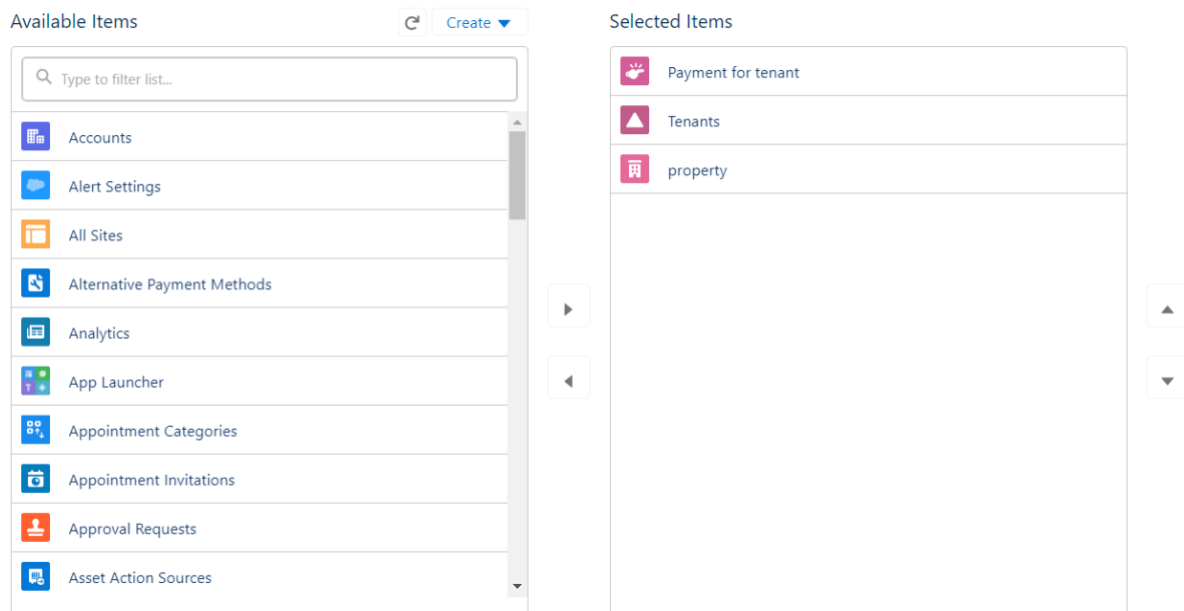 Available Items
Create
Type to filter list...
Accounts
Alert Settings
All Sites
Alternative Payment Methods
Analytics
App Launcher
Appointment Categories
Appointment Invitations
Approval Requests
Asset Action Sources
Selected Items
Payment for tenant
Tenants
property